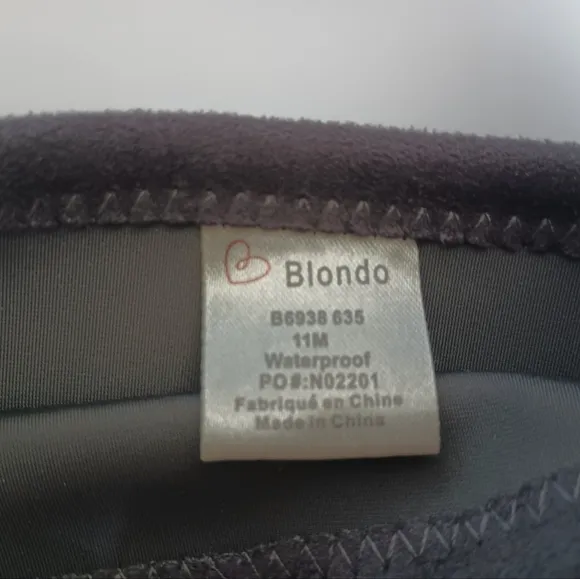 Blondo
B6938 635
11M
Waterproof
PO#:N02201
Fabriqué en Chine
Made in China